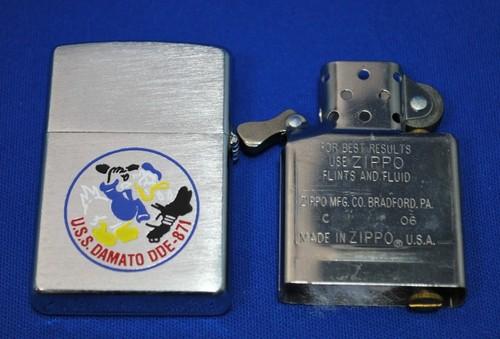 U.S.S. DAMATO DDE-871
FOR BEST RESULTS
USE ZIPPO
FLINTS AND FLUID
ZIPPO MFG. CO. BRADFORD, PA.
C 06
MADE IN ZIPPO® U.S.A.